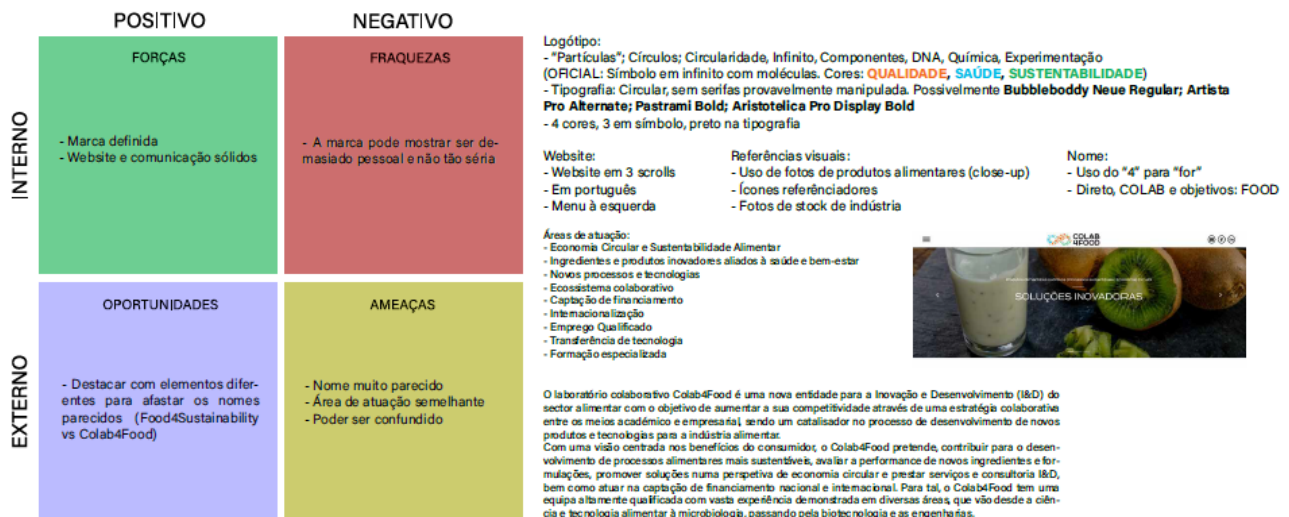 POSITIVO
NEGATIVO
INTERNO
FORÇAS
- Marca definida
- Website e comunicação sólidos
FRAQUEZAS
- A marca pode mostrar ser de-
masiado pessoal e não tão séria
EXTERNO
OPORTUNIDADES
- Destacar com elementos difer-
entes para afastar os nomes
parecidos (Food4Sustainability
vs Colab4Food)
AMEAÇAS
- Nome muito parecido
- Área de atuação semelhante
- Poder ser confundido
Logótipo:
- "Partículas"; Círculos; Circularidade, Infinito, Componentes, DNA, Química, Experimentação
(OFICIAL: Símbolo em infinito com moléculas. Cores: QUALIDADE, SAÚDE, SUSTENTABILIDADE)
- Tipografia: Circular, sem serifas provavelmente manipulada. Possivelmente Bubbleboddy Neue Regular; Artista
Pro Alternate; Pastrami Bold; Aristotelica Pro Display Bold
- 4 cores, 3 em símbolo, preto na tipografia
Website:
- Website em 3 scrolls
- Em português
- Menu à esquerda
Referências visuais:
- Uso de fotos de produtos alimentares (close-up)
- Ícones referênciadores
- Fotos de stock de indústria
Nome:
- Uso do "4" para "for"
- Direto, COLAB e objetivos: FOOD
Áreas de atuação:
- Economia Circular e Sustentabilidade Alimentar
- Ingredientes e produtos inovadores aliados à saúde e bem-estar
- Novos processos e tecnologias
- Ecossistema colaborativo
- Captação de financiamento
- Internacionalização
- Emprego Qualificado
- Transferência de tecnologia
- Formação especializada
COLAB
4FOOD
SOLUÇÕES INOVADORAS
O laboratório colaborativo Colab4Food é uma nova entidade para a Inovação e Desenvolvimento (I&D) do
sector alimentar com o objetivo de aumentar a sua competitividade através de uma estratégia colaborativa
entre os meios académico e empresarial, sendo um catalisador no processo de desenvolvimento de novos
produtos e tecnologias para a indústria alimentar.
Com uma visão centrada nos benefícios do consumidor, o Colab4Food pretende, contribuir para o desen-
volvimento de processos alimentares mais sustentáveis, avaliar a performance de novos ingredientes e for-
mulações, promover soluções numa perspetiva de economia circular e prestar serviços e consultoria I&D,
bem como atuar na captação de financiamento nacional e internacional. Para tal, o Colab4Food tem uma
equipa altamente qualificada com vasta experiência demonstrada em diversas áreas, que vão desde a ciên-
cia e tecnologia alimentar à microbiologia, passando pela biotecnologia e as engenharias.